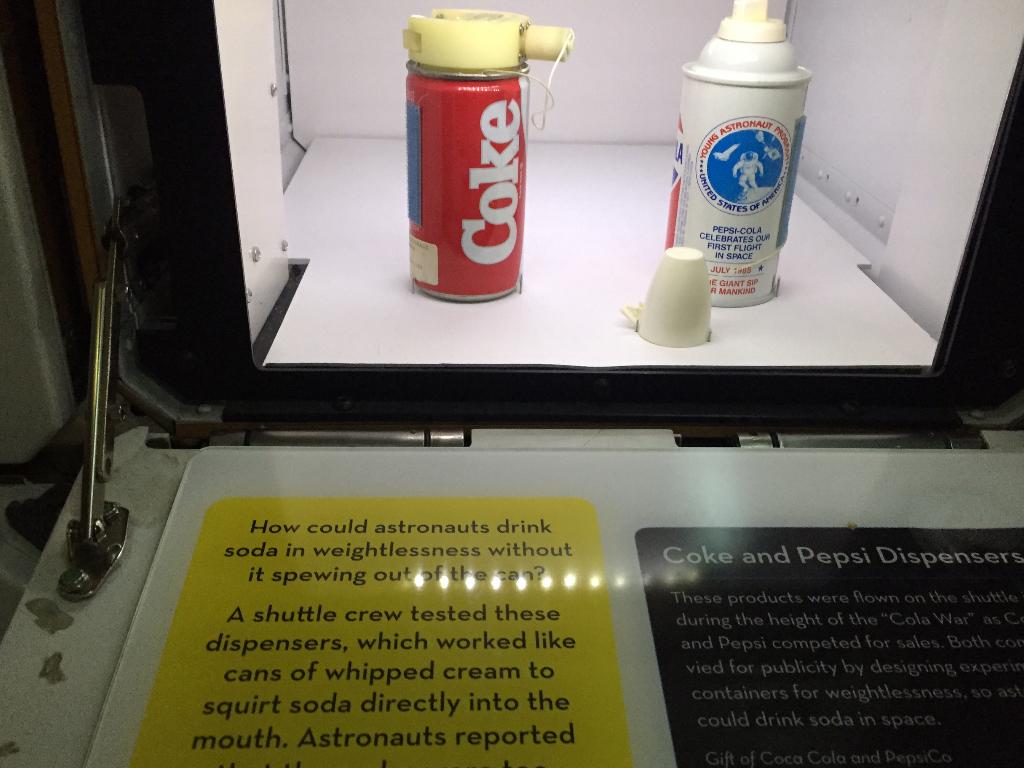 Coke
YOUNG ASTRONAUT
UNITED STATES OF AMERICA
PEPSI-COLA
CELEBRATES OUR
FIRST FLIGHT
IN SPACE
JULY 1985
GIANT SIP
MANKIND
How could astronauts drink
soda in weightlessness without
it spewing out of the can?
A shuttle crew tested these
dispensers, which worked like
cans of whipped cream to
squirt soda directly into the
mouth. Astronauts reported
Coke and Pepsi Dispensers
These products were flown on the shuttle
during the height of the "Cola War" as
and Pepsi competed for sales. Both
vied for publicity by designing
containers for weightlessness, so
could drink soda in space.
Gift of Coca Cola and PepsiCo